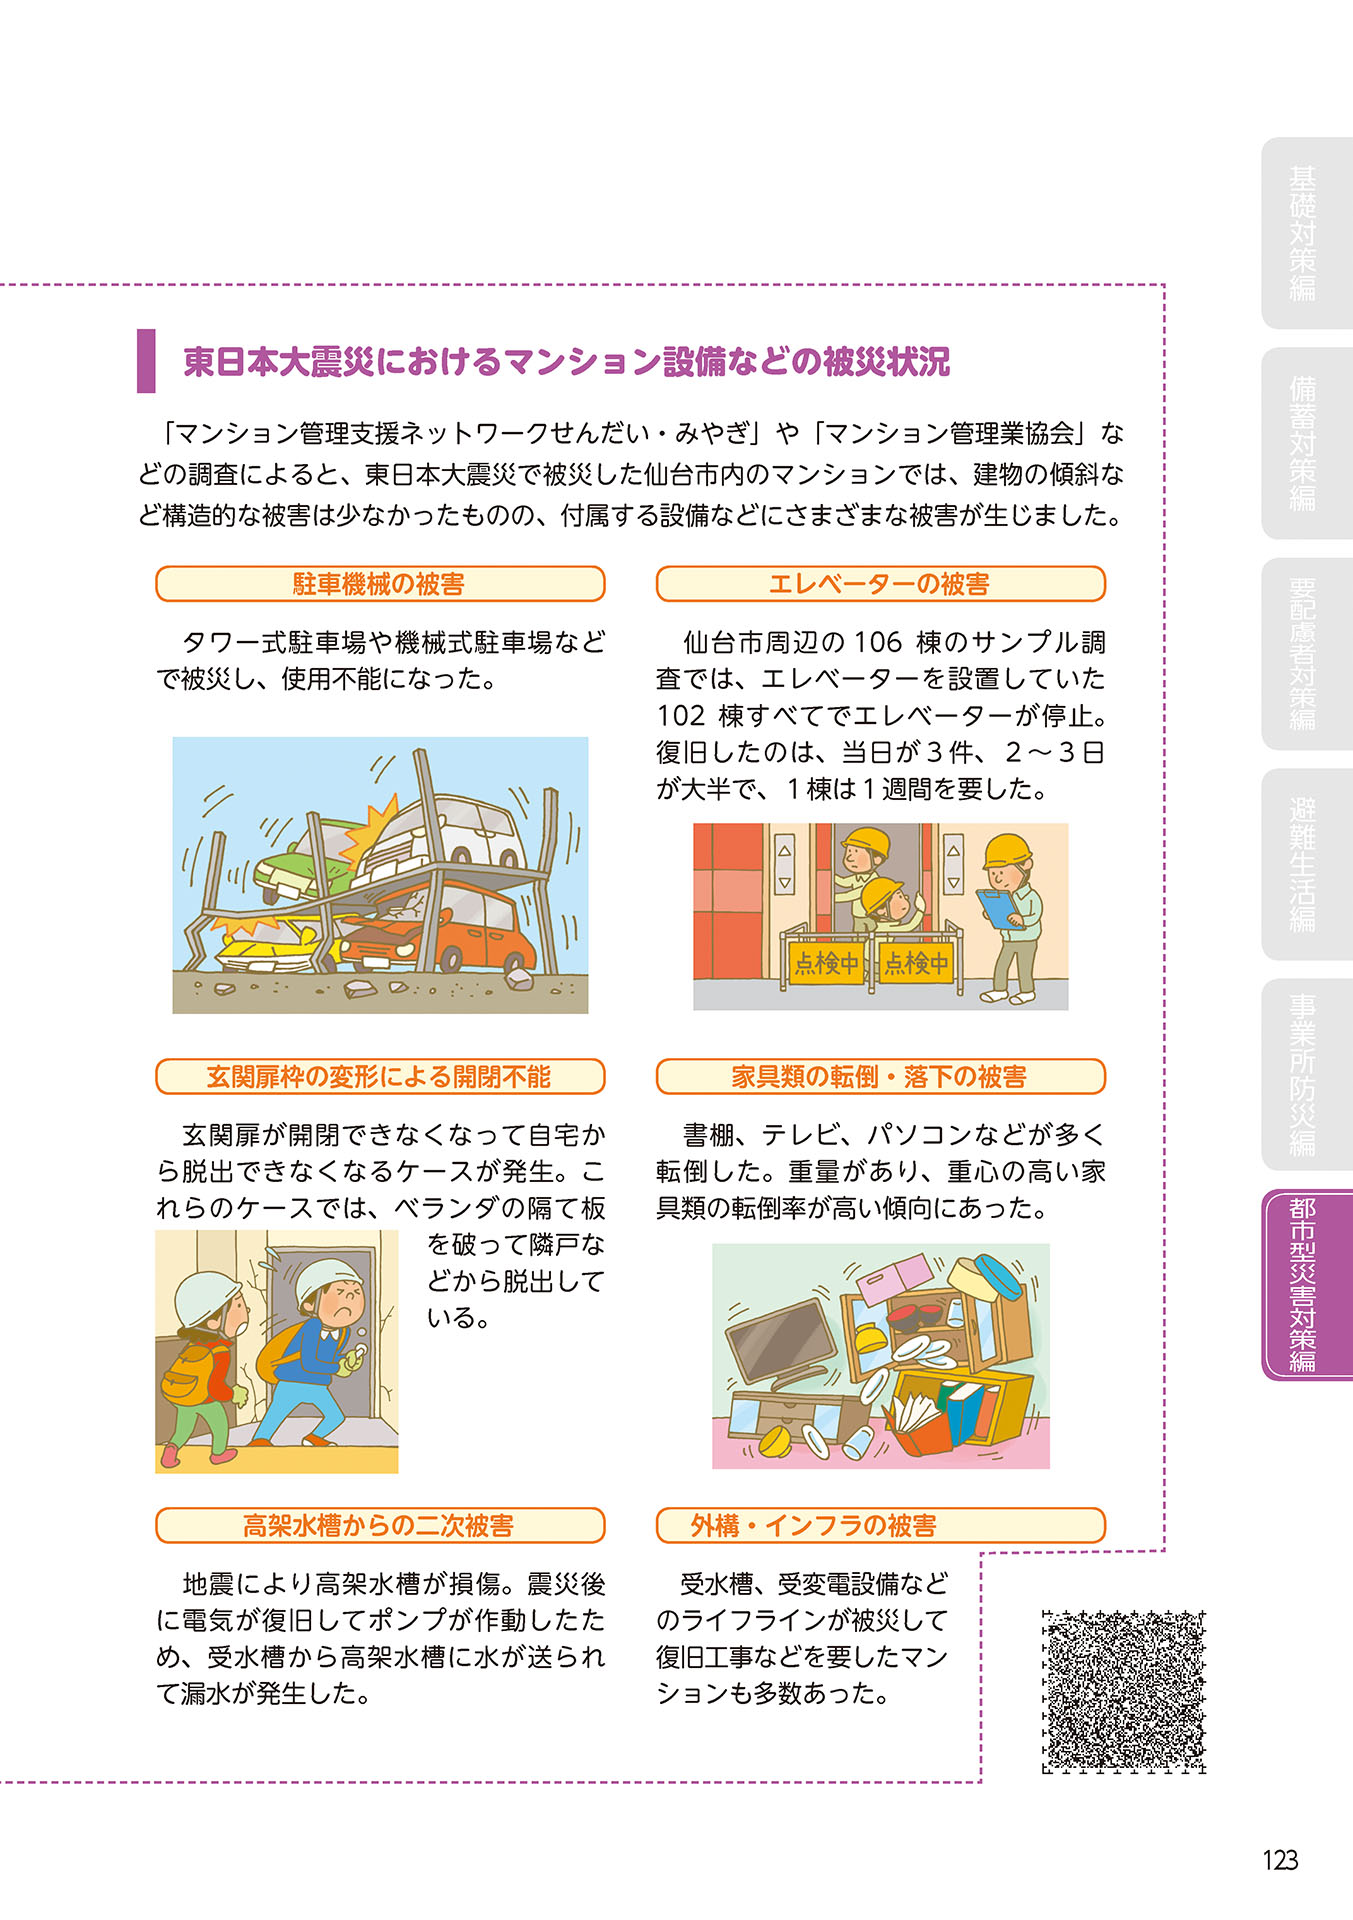 東日本大震災におけるマンション設備などの被災状況
「マンション管理支援ネットワークせんだい・みやぎ」や「マンション管理業協会」な
どの調査によると、東日本大震災で被災した仙台市内のマンションでは、建物の傾斜な
ど構造的な被害は少なかったものの、付属する設備などにさまざまな被害が生じました。
駐車機械の被害
タワー式駐車場や機械式駐車場など
で被災し、使用不能になった。
エレベーターの被害
仙台市周辺の106 棟のサンプル調
査では、エレベーターを設置していた
102 棟すべてでエレベーターが停止。
復旧したのは、当日が３件、２〜３日
が大半で、１棟は１週間を要した。
点検中
点検中
玄関扉枠の変形による開閉不能
玄関扉が開閉できなくなって自宅か
ら脱出できなくなるケースが発生。こ
れらのケースでは、ベランダの隔て板
を破って隣戸な
どから脱出して
いる。
家具類の転倒・落下の被害
書棚、テレビ、パソコンなどが多く
転倒した。重量があり、重心の高い家
具類の転倒率が高い傾向にあった。
高架水槽からの二次被害
地震により高架水槽が損傷。震災後
に電気が復旧してポンプが作動したた
め、受水槽から高架水槽に水が送られ
て漏水が発生した。
外構・インフラの被害
受水槽、受変電設備など
のライフラインが被災して
復旧工事などを要したマン
ションも多数あった。
基礎対策編
備蓄対策編
要配慮者対策編
避難生活編
事業所防災編
都市型災害対策編
123